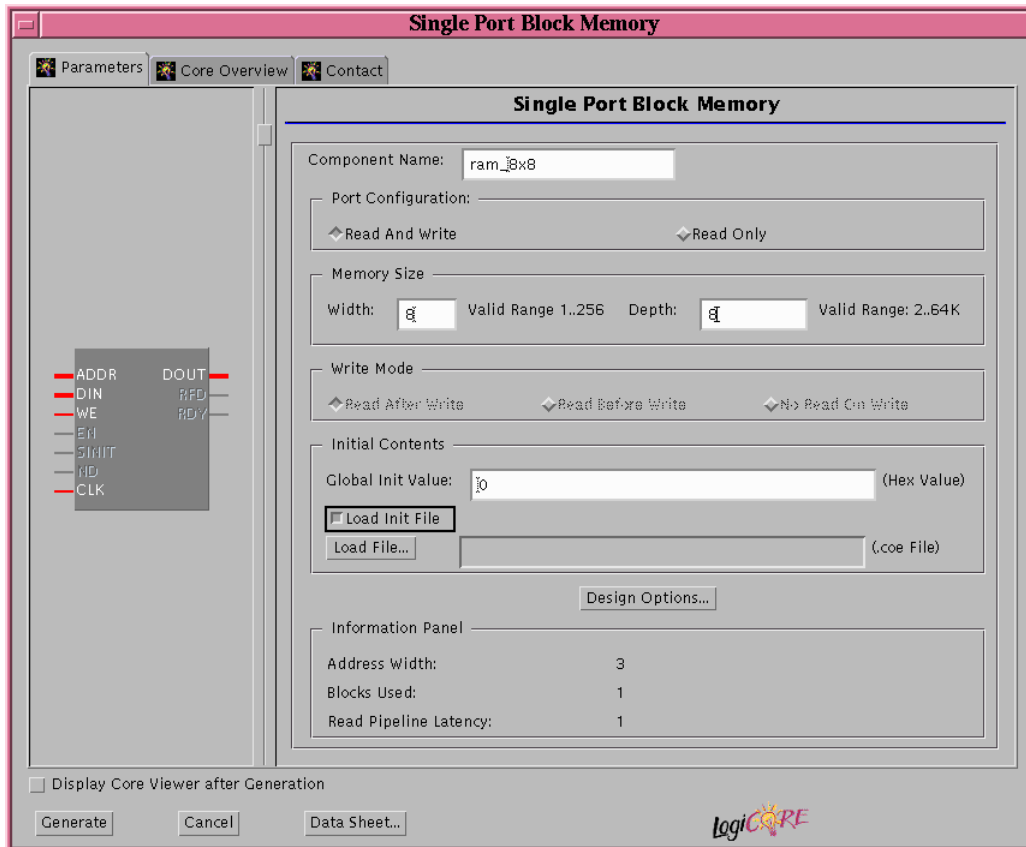 Single Port Block Memory
Parameters Core Overview Contact
Single Port Block Memory
Component Name: ram_8x8
Port Configuration:
Read And Write Read Only
Memory Size
Width: 8 Valid Range 1..256 Depth: 8 Valid Range: 2..64K
ADDR DOUT
DIN RFD
WE RDY
EN
SINIT
ND
CLK
Write Mode
Read After Write Read Before Write No Read On Write
Initial Contents
Global Init Value: 0 (Hex Value)
Load Init File
Load File... (.coe File)
Design Options...
Information Panel
Address Width: 3
Blocks Used: 1
Read Pipeline Latency: 1
Display Core Viewer after Generation
Generate Cancel Data Sheet... LogiCORE